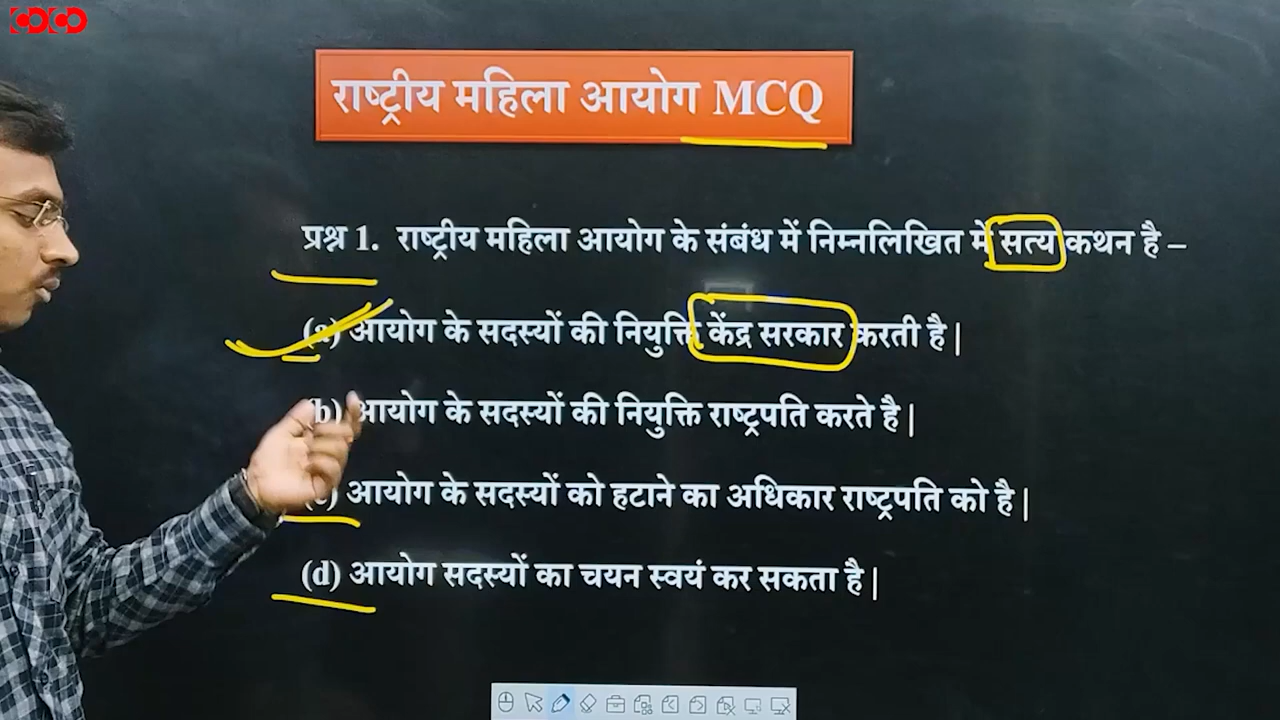 राष्ट्रीय महिला आयोग MCQ
प्रश्न 1. राष्ट्रीय महिला आयोग के संबंध में निम्नलिखित में सत्य कथन है –
(a) आयोग के सदस्यों की नियुक्ति केंद्र सरकार करती है |
(b) आयोग के सदस्यों की नियुक्ति राष्ट्रपति करते है |
(c) आयोग के सदस्यों को हटाने का अधिकार राष्ट्रपति को है |
(d) आयोग सदस्यों का चयन स्वयं कर सकता है |